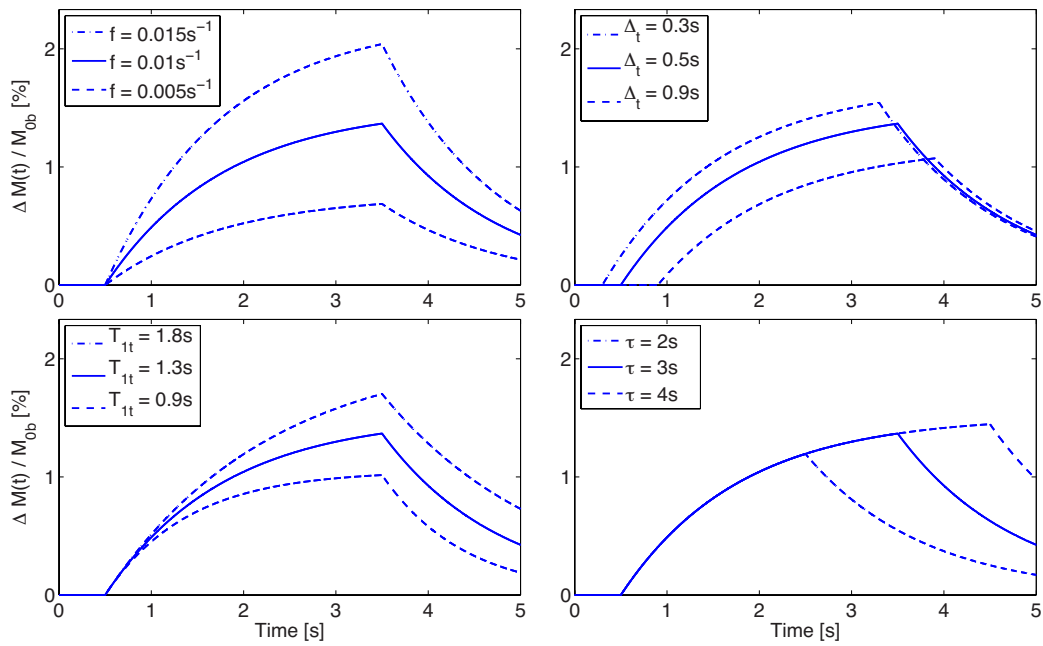 f = 0.015s⁻¹
f = 0.01s⁻¹
f = 0.005s⁻¹
Δ M(t) / M₀b [%]
2
1
0
0 1 2 3 4 5
Δt = 0.3s
Δt = 0.5s
Δt = 0.9s
2
1
0
0 1 2 3 4 5
T1t = 1.8s
T1t = 1.3s
T1t = 0.9s
Δ M(t) / M₀b [%]
2
1
0
0 1 2 3 4 5
Time [s]
τ = 2s
τ = 3s
τ = 4s
2
1
0
0 1 2 3 4 5
Time [s]